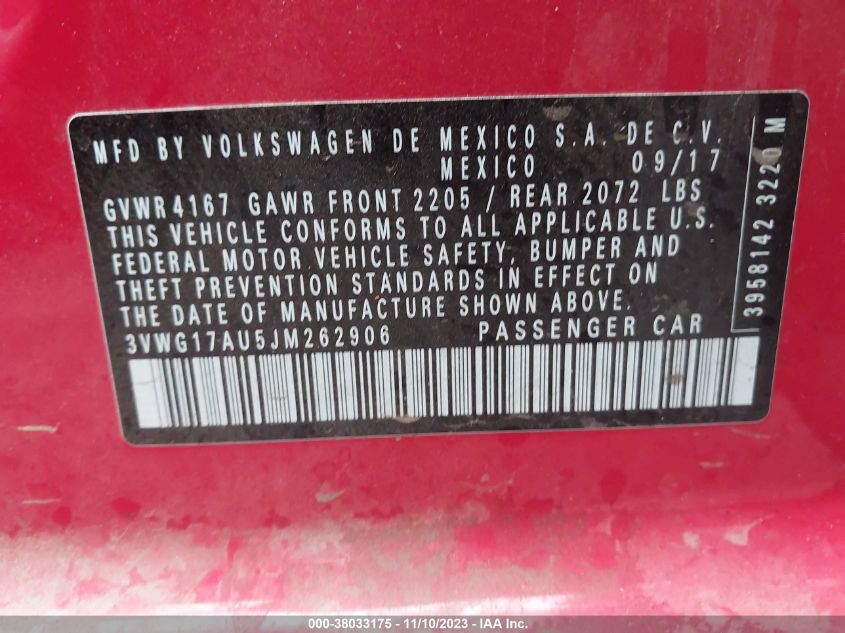 MFD BY VOLKSWAGEN DE MEXICO S.A. DE C.V.
MEXICO 09/17
GVWR4167 GAWR FRONT 2205 / REAR 2072 LBS
THIS VEHICLE CONFORMS TO ALL APPLICABLE U.S.
FEDERAL MOTOR VEHICLE SAFETY, BUMPER AND
THEFT PREVENTION STANDARDS IN EFFECT ON
THE DATE OF MANUFACTURE SHOWN ABOVE.
3VWG17AU5JM262906 PASSENGER CAR
3958142 3220 M
000-38033175 - 11/10/2023 - IAA Inc.